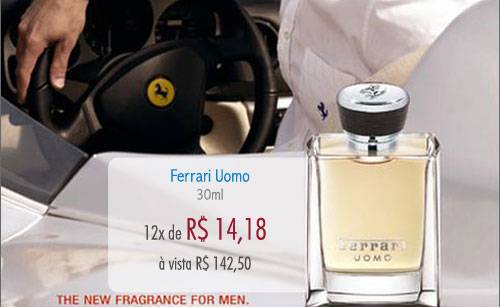 Ferrari Uomo
30ml
12x de R$ 14,18
à vista R$ 142,50
Ferrari
UOMO
THE NEW FRAGRANCE FOR MEN.